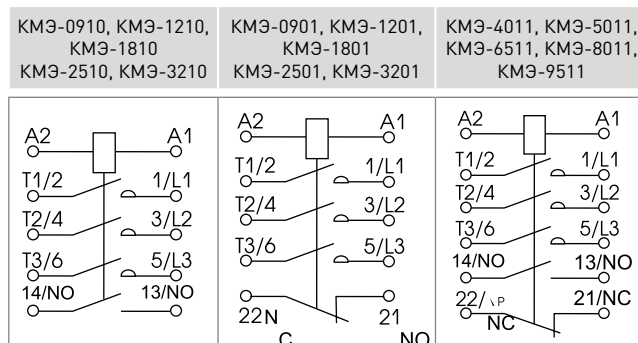 КМЭ-0910, КМЭ-1210,
КМЭ-1810
КМЭ-2510, КМЭ-3210
КМЭ-0901, КМЭ-1201,
КМЭ-1801
КМЭ-2501, КМЭ-3201
КМЭ-4011, КМЭ-5011,
КМЭ-6511, КМЭ-8011,
КМЭ-9511
A2 A1
T1/2 1/L1
T2/4 3/L2
T3/6 5/L3
14/NO 13/NO
A2 A1
T1/2 1/L1
T2/4 3/L2
T3/6 5/L3
22N 21
C NO
A2 A1
T1/2 1/L1
T2/4 3/L2
T3/6 5/L3
14/NO 13/NO
22/ 21/NC
NC